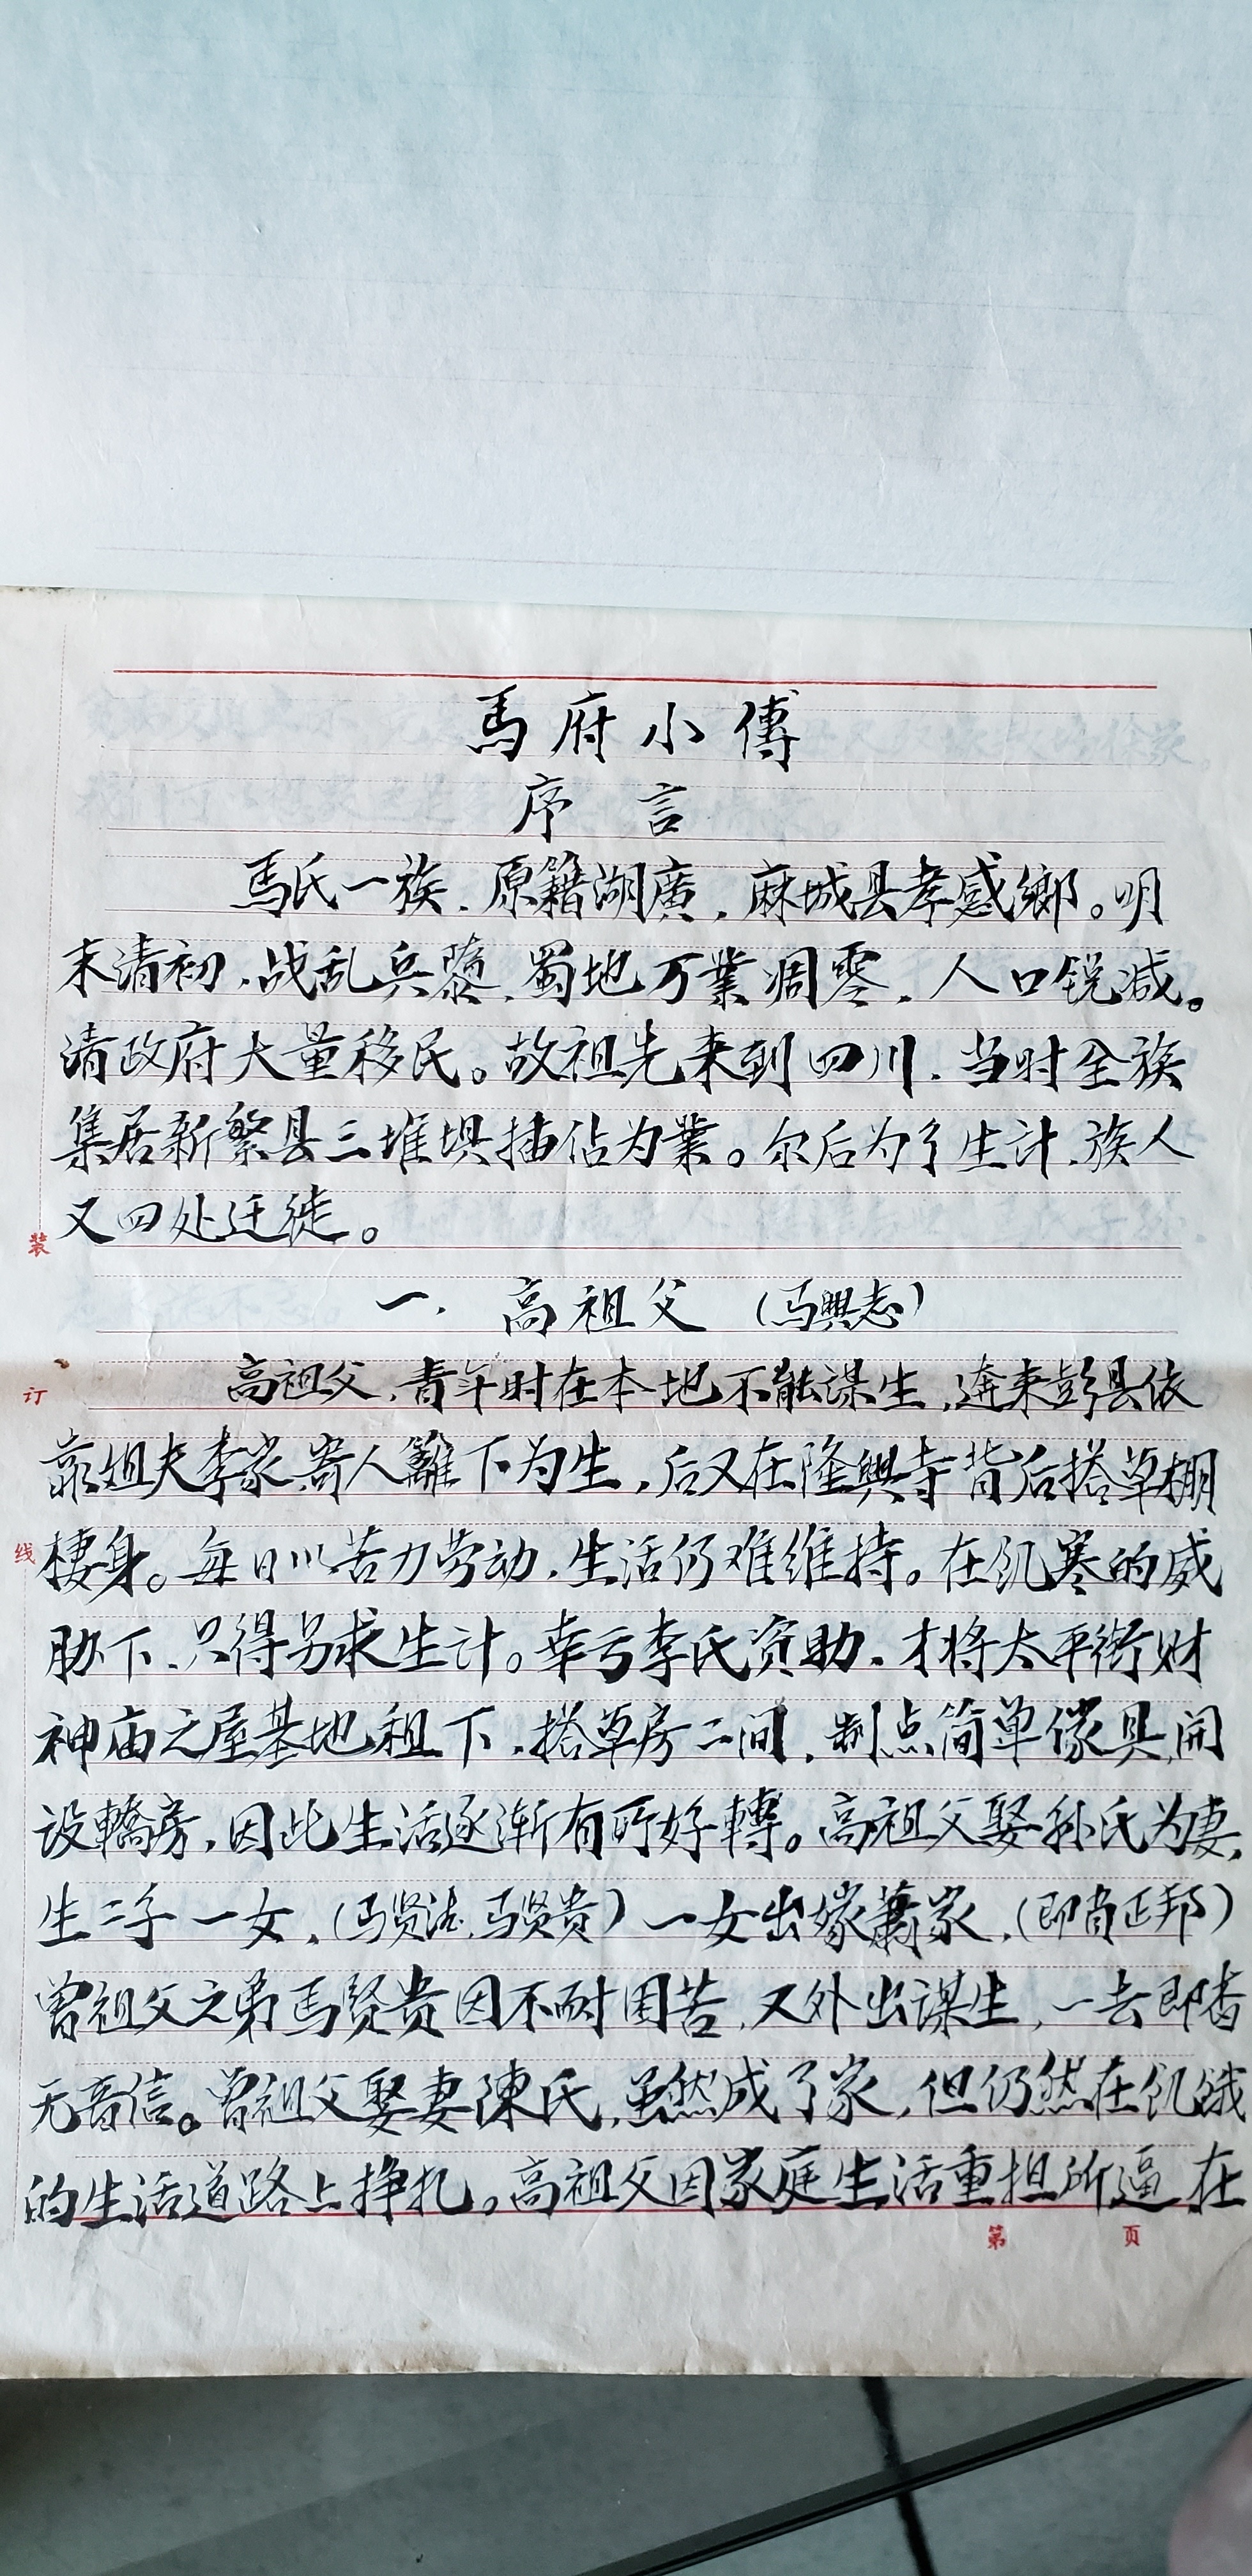 馬府小傳
序 言
馬氏一族，原籍湖廣，麻城县孝感鄉。明
末清初，战乱兵隳，蜀地万業凋零，人口锐减。
清政府大量移民。故祖先来到四川，当时全族
集居新繁县三堆埧插佔为業。尔后为了生计，族人
又四处迁徙。
一、高祖父（马興志）
高祖父，青年时在本地不能谋生，逩来彭县依
靠姐夫李家，寄人籬下为生，后又在隆興寺背后搭草棚
棲身。每日以苦力劳动，生活仍难维持。在饥寒的威
胁下，只得另求生计。幸亏李氏资助，才将太平街财
神庙之屋基地租下，搭草房二间，制点简单傢具，開
设轎房，因此生活逐渐有所好轉。高祖父娶孙氏为妻，
生二子一女，（马贤法、马贤贵）一女出嫁蕭家，（即肖正邦）
曾祖父之弟馬贤贵因不耐困苦，又外出谋生，一去即杳
无音信。曾祖父娶妻陳氏，虽然成了家，但仍然在饥饿
的生活道路上挣扎。高祖父因家庭生活重担所逼，在
装
订
线
第 页